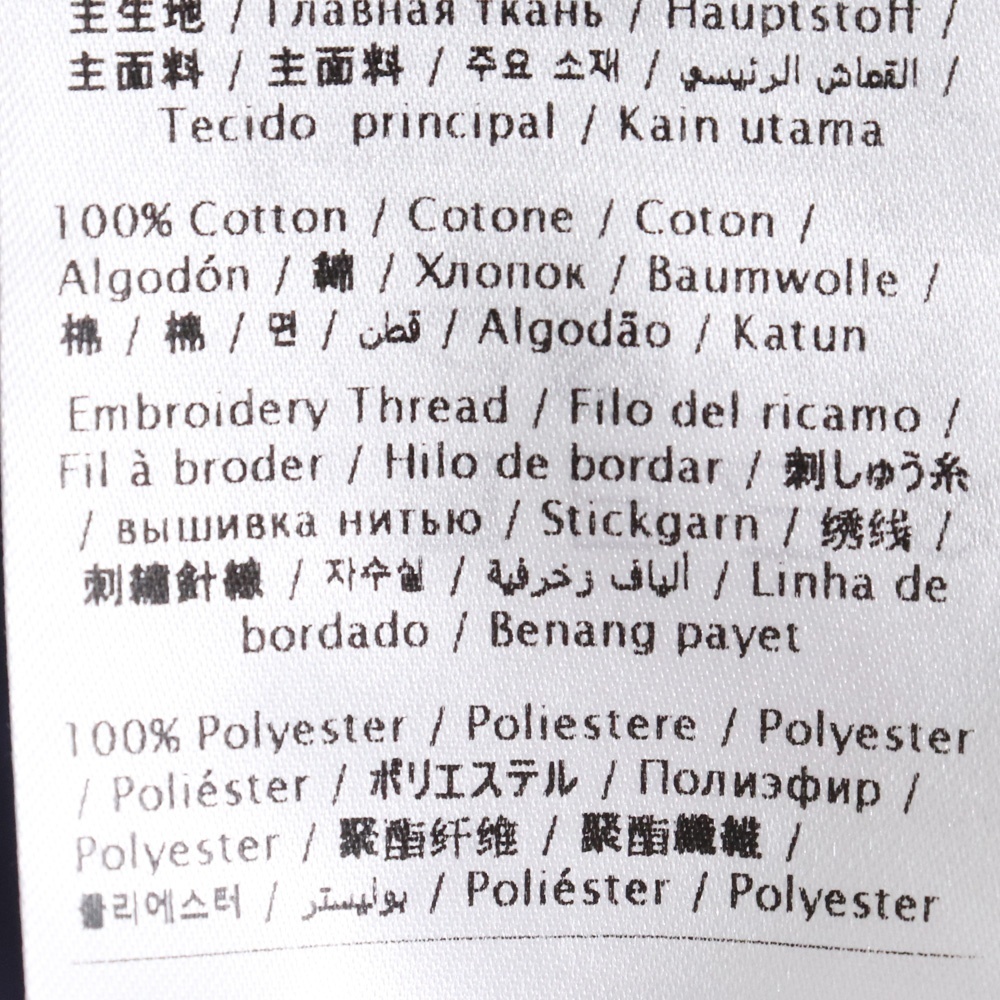 主生地 / Главная ткань / Hauptstoff /
主面料 / 主面料 / 주요 소재 / القماش الرئيسي /
Tecido principal / Kain utama
100% Cotton / Cotone / Coton /
Algodón / 綿 / Хлопок / Baumwolle /
棉 / 棉 / 면 / قطن / Algodão / Katun
Embroidery Thread / Filo del ricamo /
Fil à broder / Hilo de bordar / 刺しゅう糸
/ вышивка нитью / Stickgarn / 绣线 /
刺繡針線 / 자수실 / ألياف زخرفية / Linha de
bordado / Benang payet
100% Polyester / Poliestere / Polyester
/ Poliéster / ポリエステル / Полиэфир /
Polyester / 聚酯纤维 / 聚酯纖維 /
폴리에스터 / بوليستر / Poliéster / Polyester